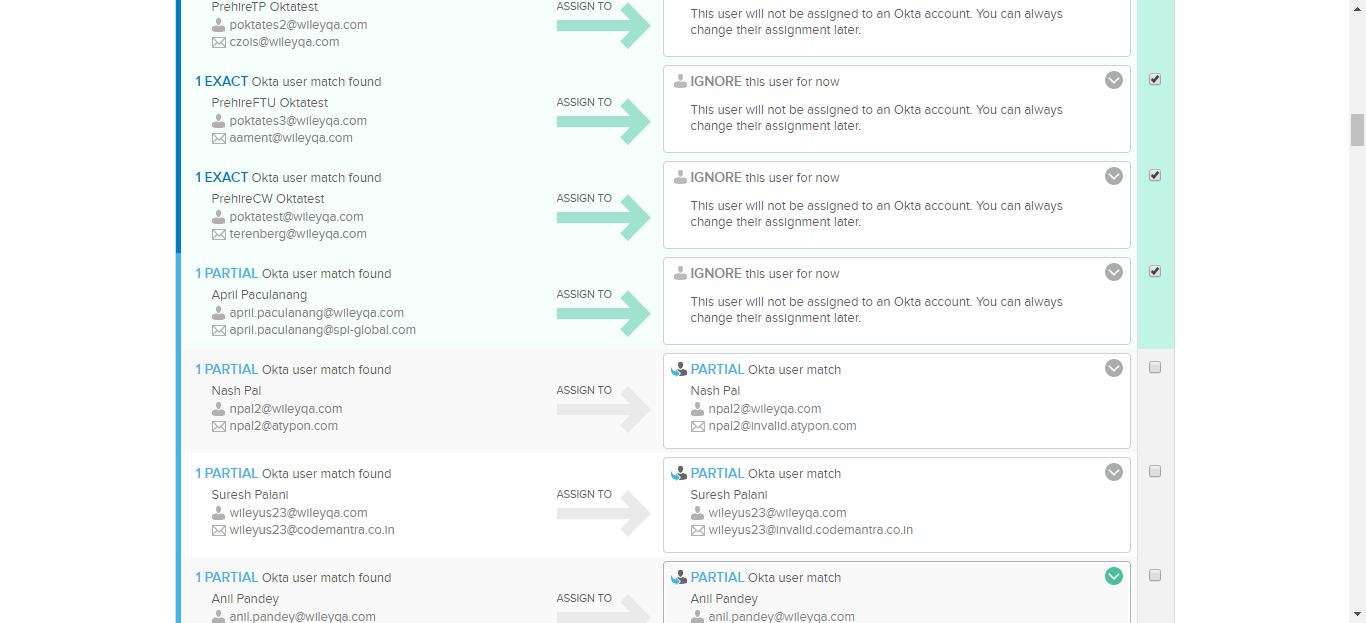 PrehireTP Oktatest
poktates2@wileyqa.com
czois@wileyqa.com
ASSIGN TO
This user will not be assigned to an Okta account. You can always
change their assignment later.
1 EXACT Okta user match found
PrehireFTU Oktatest
poktates3@wileyqa.com
aament@wileyqa.com
ASSIGN TO
IGNORE this user for now
This user will not be assigned to an Okta account. You can always
change their assignment later.
1 EXACT Okta user match found
PrehireCW Oktatest
poktatest@wileyqa.com
terenberg@wileyqa.com
ASSIGN TO
IGNORE this user for now
This user will not be assigned to an Okta account. You can always
change their assignment later.
1 PARTIAL Okta user match found
April Paculanang
april.paculanang@wileyqa.com
april.paculanang@spi-global.com
ASSIGN TO
IGNORE this user for now
This user will not be assigned to an Okta account. You can always
change their assignment later.
1 PARTIAL Okta user match found
Nash Pal
npal2@wileyqa.com
npal2@atypon.com
ASSIGN TO
PARTIAL Okta user match
Nash Pal
npal2@wileyqa.com
npal2@invalid.atypon.com
1 PARTIAL Okta user match found
Suresh Palani
wileyus23@wileyqa.com
wileyus23@codemantra.co.in
ASSIGN TO
PARTIAL Okta user match
Suresh Palani
wileyus23@wileyqa.com
wileyus23@invalid.codemantra.co.in
1 PARTIAL Okta user match found
Anil Pandey
anil.pandey@wileyqa.com
ASSIGN TO
PARTIAL Okta user match
Anil Pandey
anil.pandey@wileyqa.com